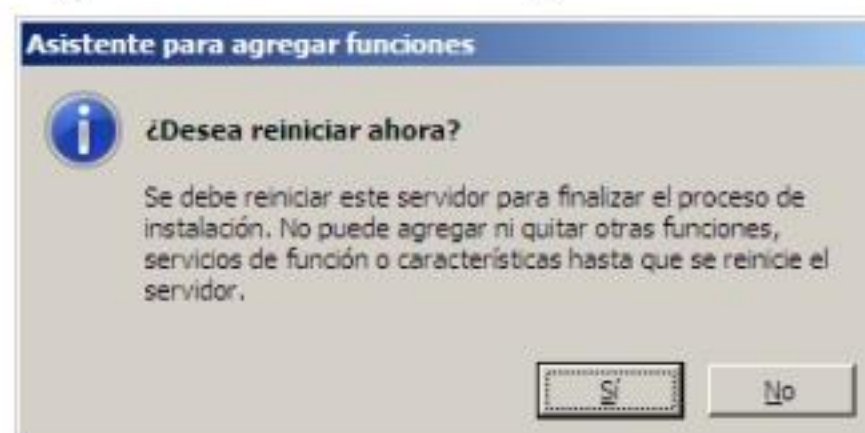 Asistente para agregar funciones
¿Desea reiniciar ahora?
Se debe reiniciar este servidor para finalizar el proceso de
instalación. No puede agregar ni quitar otras funciones,
servicios de función o características hasta que se reinicie el
servidor.
Sí
No